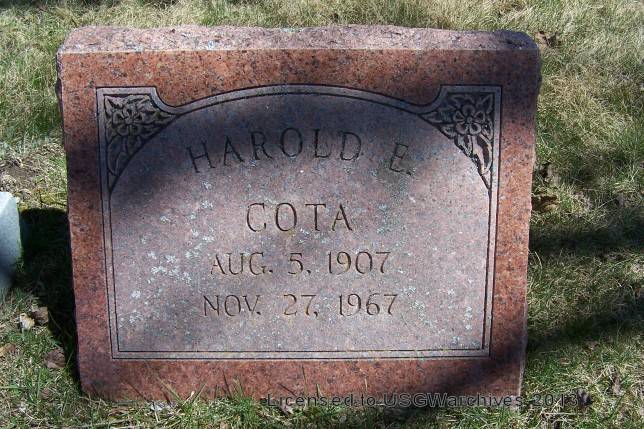 HAROLD E.
COTA
AUG. 5, 1907
NOV. 27, 1967
Licensed to USGWarchives 2013